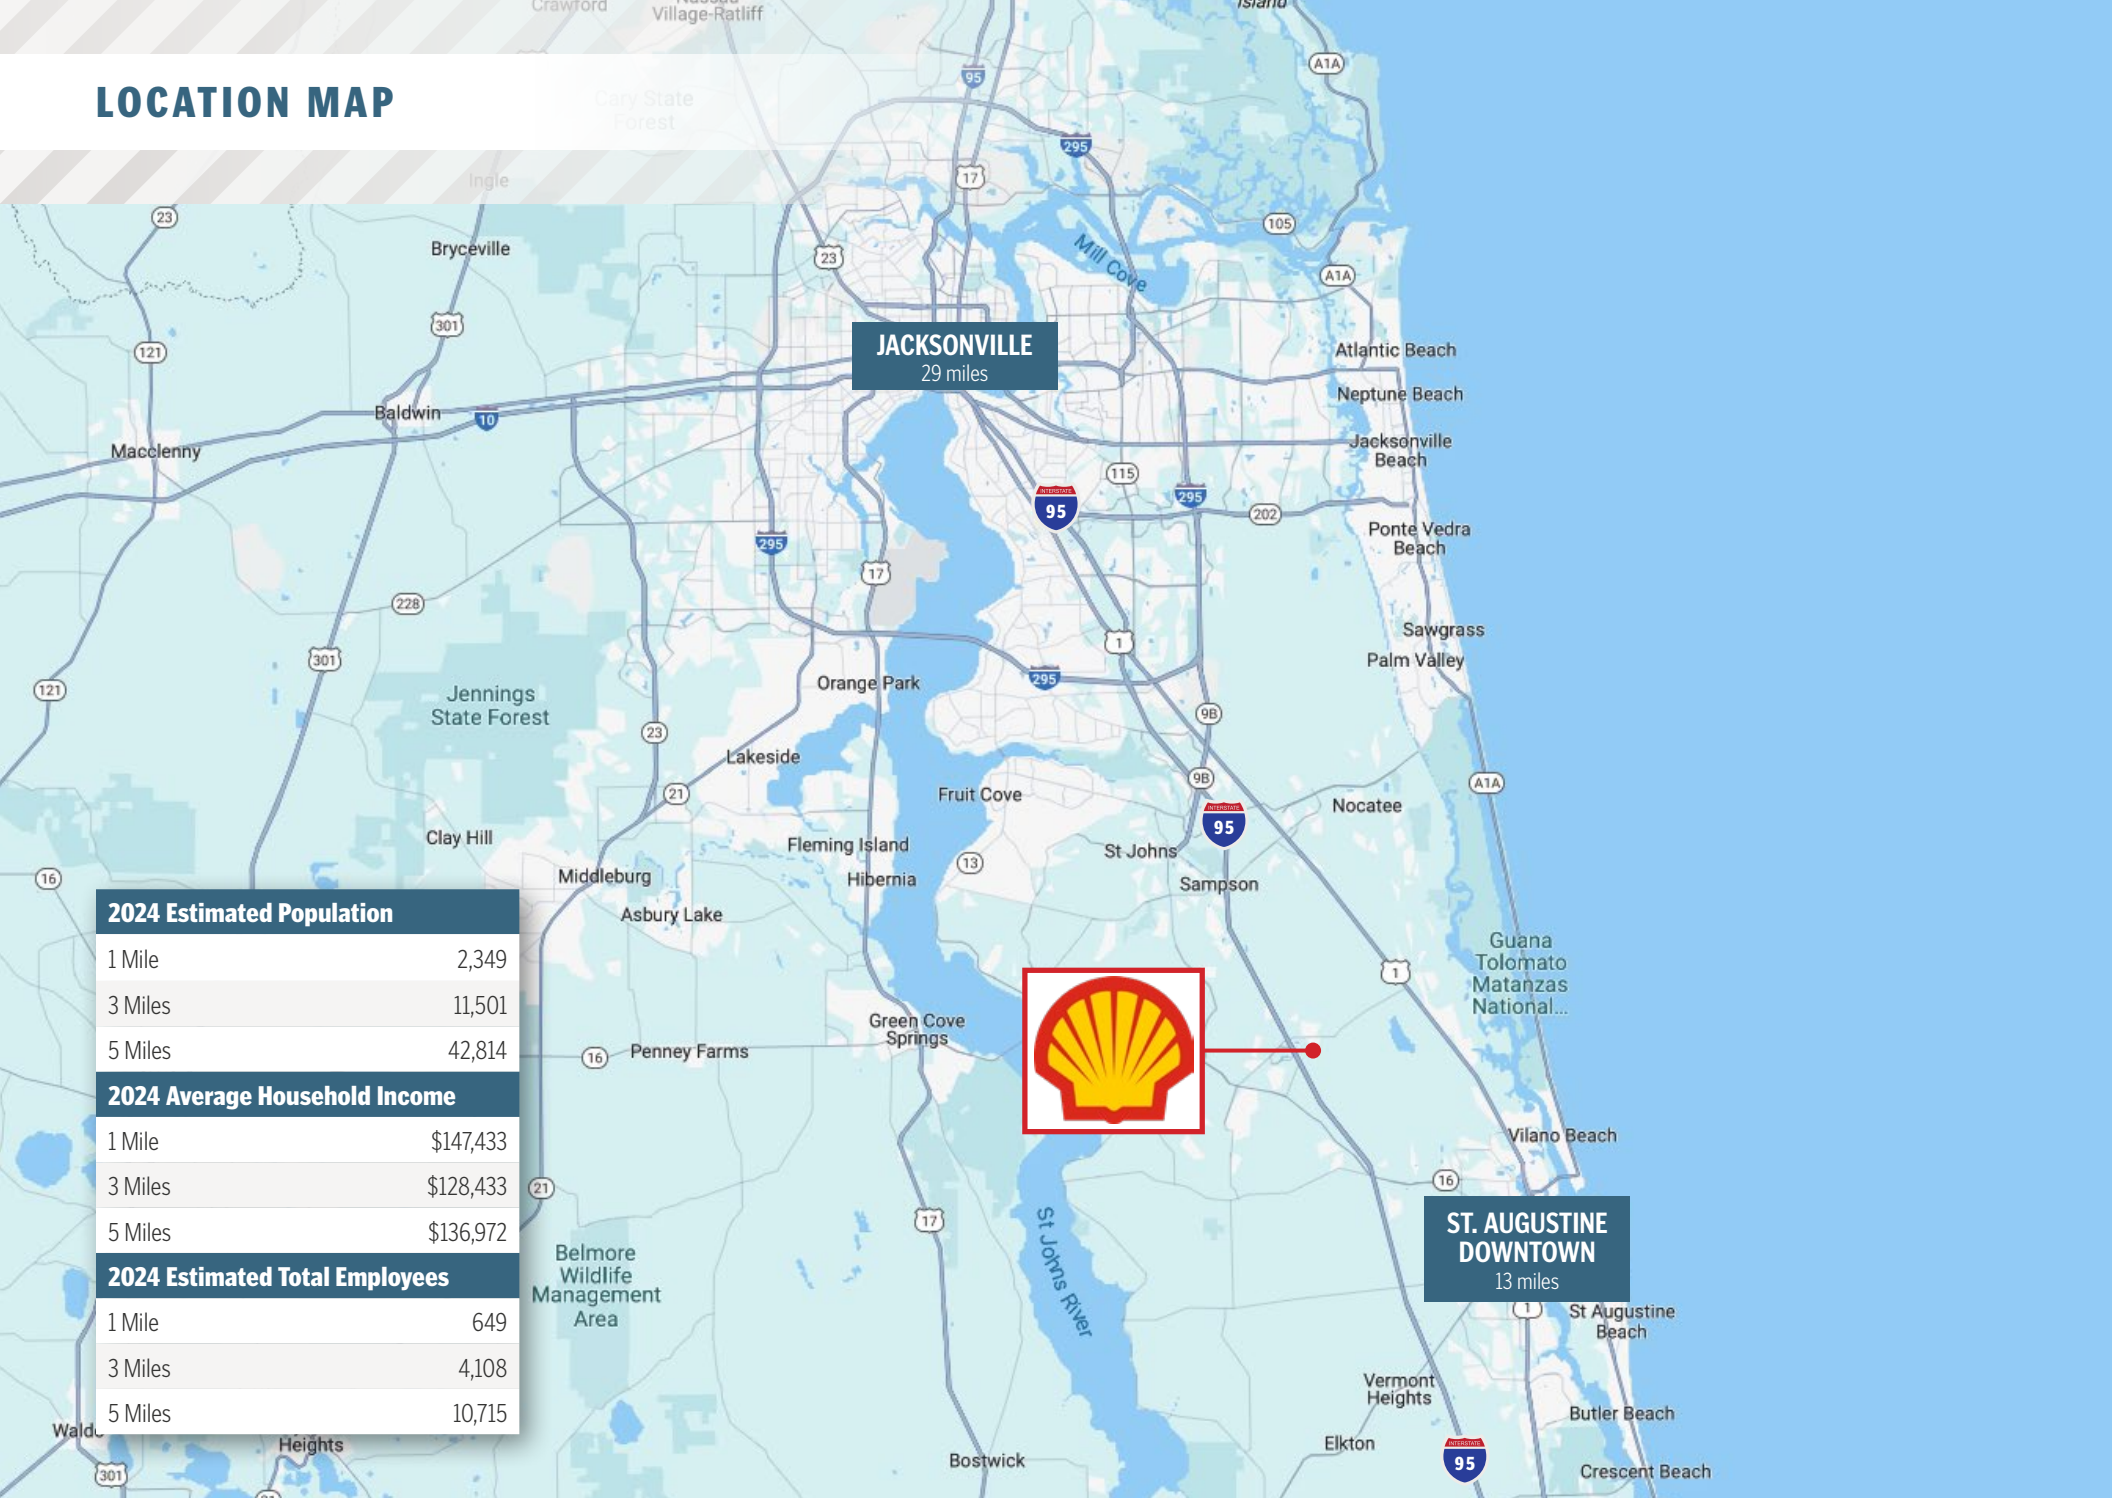 Crawford
Nassau
Village-Ratliff
Island
A1A
95
LOCATION MAP
Cary State
Forest
295
17
Ingle
23
105
Bryceville
23
Mill Cove
A1A
301
121
JACKSONVILLE
29 miles
Atlantic Beach
Neptune Beach
Baldwin
10
Macclenny
Jacksonville
Beach
115
295
INTERSTATE
95
202
Ponte Vedra
Beach
295
17
228
Sawgrass
1
301
Palm Valley
295
Orange Park
121
Jennings
State Forest
9B
23
Lakeside
9B
A1A
21
Fruit Cove
Nocatee
INTERSTATE
95
Clay Hill
Fleming Island
St Johns
13
16
Middleburg
Hibernia
Sampson
Asbury Lake
2024 Estimated Population
1 Mile 2,349
3 Miles 11,501
5 Miles 42,814
2024 Average Household Income
1 Mile $147,433
3 Miles $128,433
5 Miles $136,972
2024 Estimated Total Employees
1 Mile 649
3 Miles 4,108
5 Miles 10,715
Guana
Tolomato
Matanzas
National...
1
Green Cove
Springs
16
Penney Farms
Vilano Beach
16
21
17
St Johns River
ST. AUGUSTINE
DOWNTOWN
13 miles
Belmore
Wildlife
Management
Area
1
St Augustine
Beach
Vermont
Heights
Butler Beach
Elkton
Heights
INTERSTATE
95
Bostwick
Crescent Beach
301